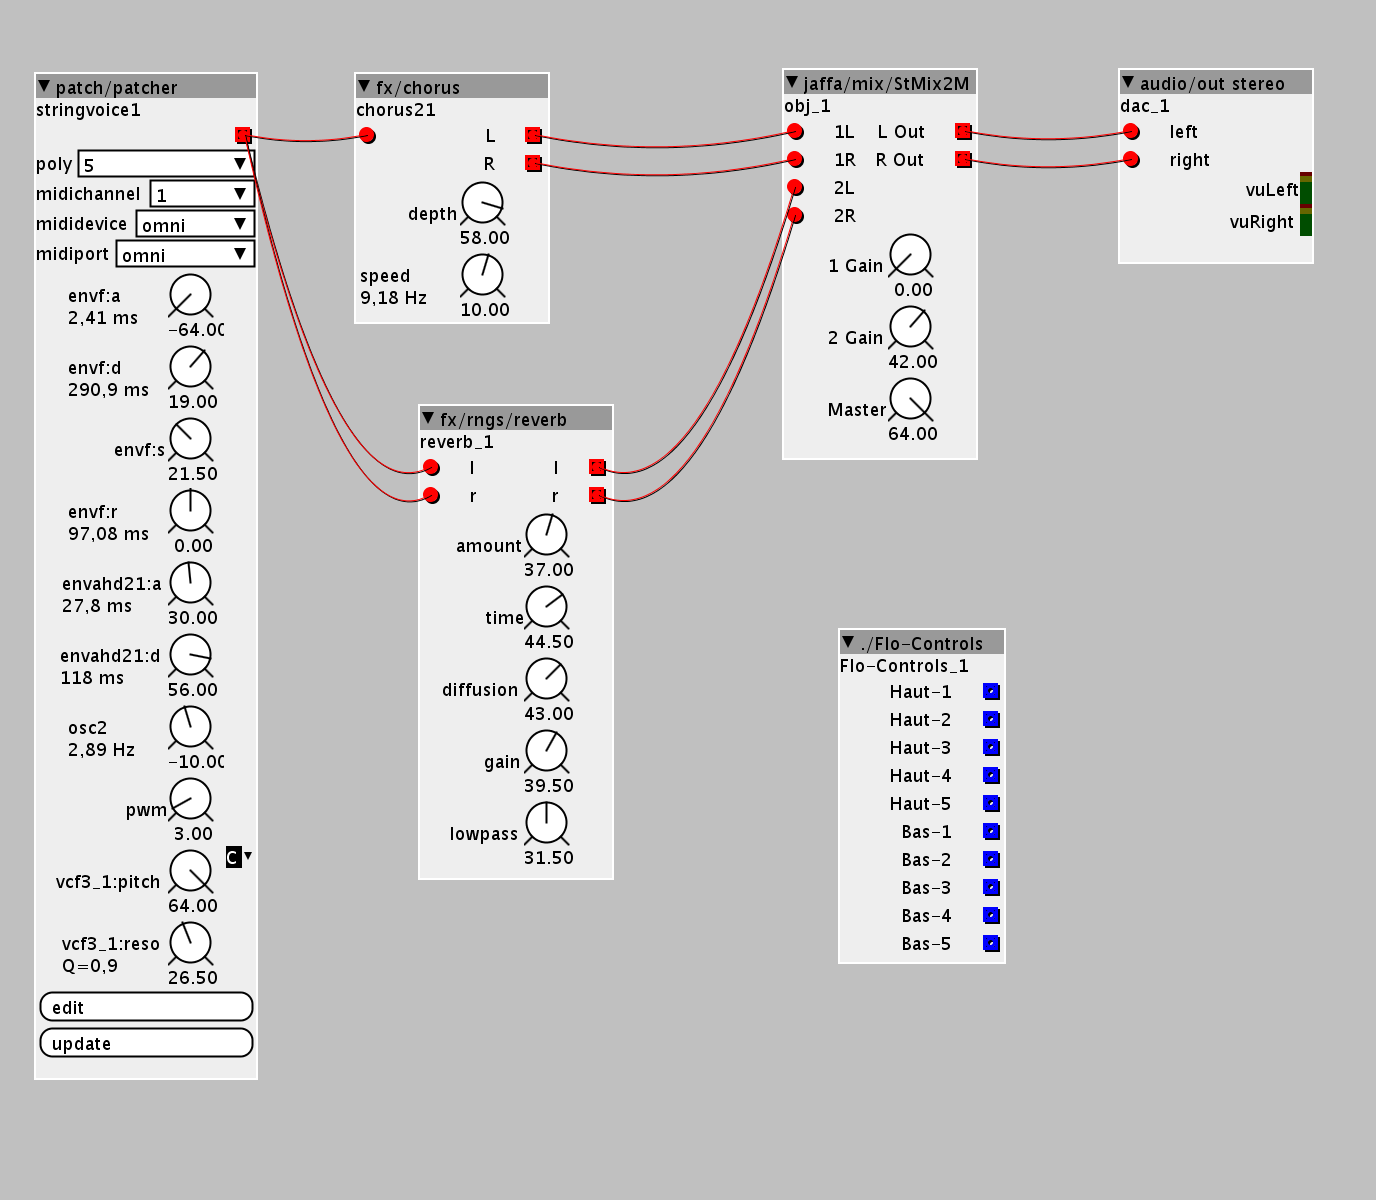 patch/patcher
stringvoice1
poly 5
midichannel 1
mididevice omni
midiport omni
envf:a
2,41 ms
-64.00
envf:d
290,9 ms
19.00
envf:s
21.50
envf:r
97,08 ms
0.00
envahd21:a
27,8 ms
30.00
envahd21:d
118 ms
56.00
osc2
2,89 Hz
-10.00
pwm
3.00
C
vcf3_1:pitch
64.00
vcf3_1:reso
Q=0,9
26.50
edit
update
fx/chorus
chorus21
L
R
depth
58.00
speed
9,18 Hz
10.00
fx/rngs/reverb
reverb_1
l l
r r
amount
37.00
time
44.50
diffusion
43.00
gain
39.50
lowpass
31.50
jaffa/mix/StMix2M
obj_1
1L L Out
1R R Out
2L
2R
1 Gain
0.00
2 Gain
42.00
Master
64.00
audio/out stereo
dac_1
left
right
vuLeft
vuRight
./Flo-Controls
Flo-Controls_1
Haut-1
Haut-2
Haut-3
Haut-4
Haut-5
Bas-1
Bas-2
Bas-3
Bas-4
Bas-5